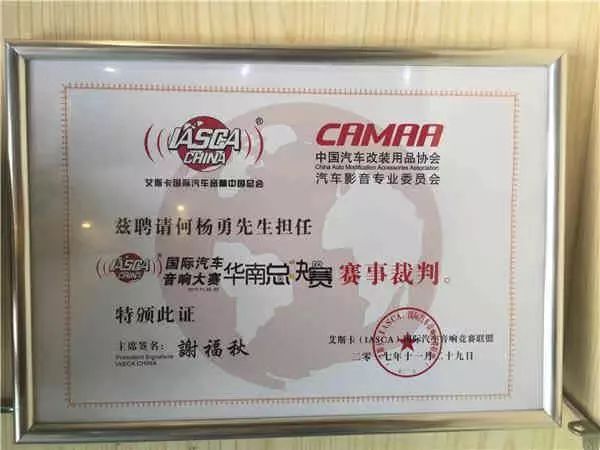 IASCA
CHINA
艾斯卡国际汽车音响中国总会
CAMAA
中国汽车改装用品协会
China Auto Modification Accessories Association
汽车影音专业委员会
兹聘请何杨勇先生担任
IASCA
CHINA
国际汽车
音响大赛
华南总决赛 赛事裁判。
特颁此证
主席签名：謝福秋
President Signature
IASCA CHINA
艾斯卡（IASCA）国际汽车音响竞赛联盟
二零一七年十一月二十九日